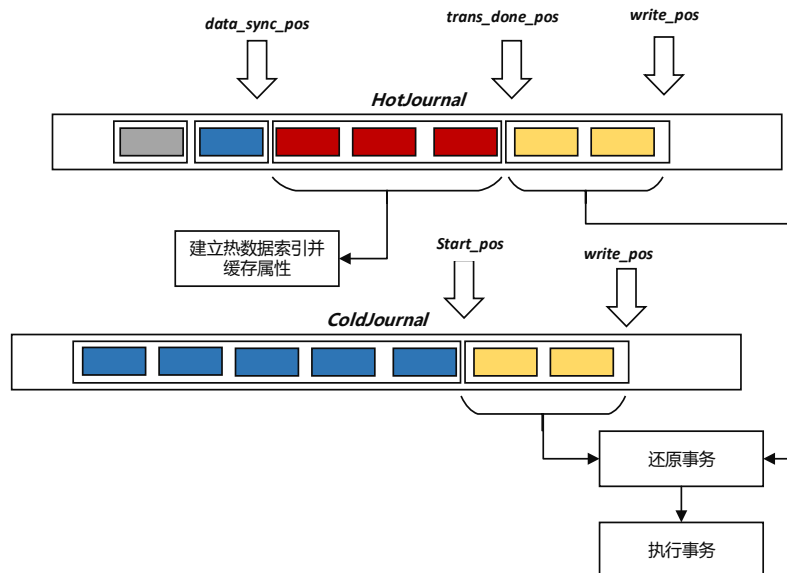 data_sync_pos
trans_done_pos
write_pos
HotJournal
建立热数据索引并
缓存属性
Start_pos
write_pos
ColdJournal
还原事务
执行事务